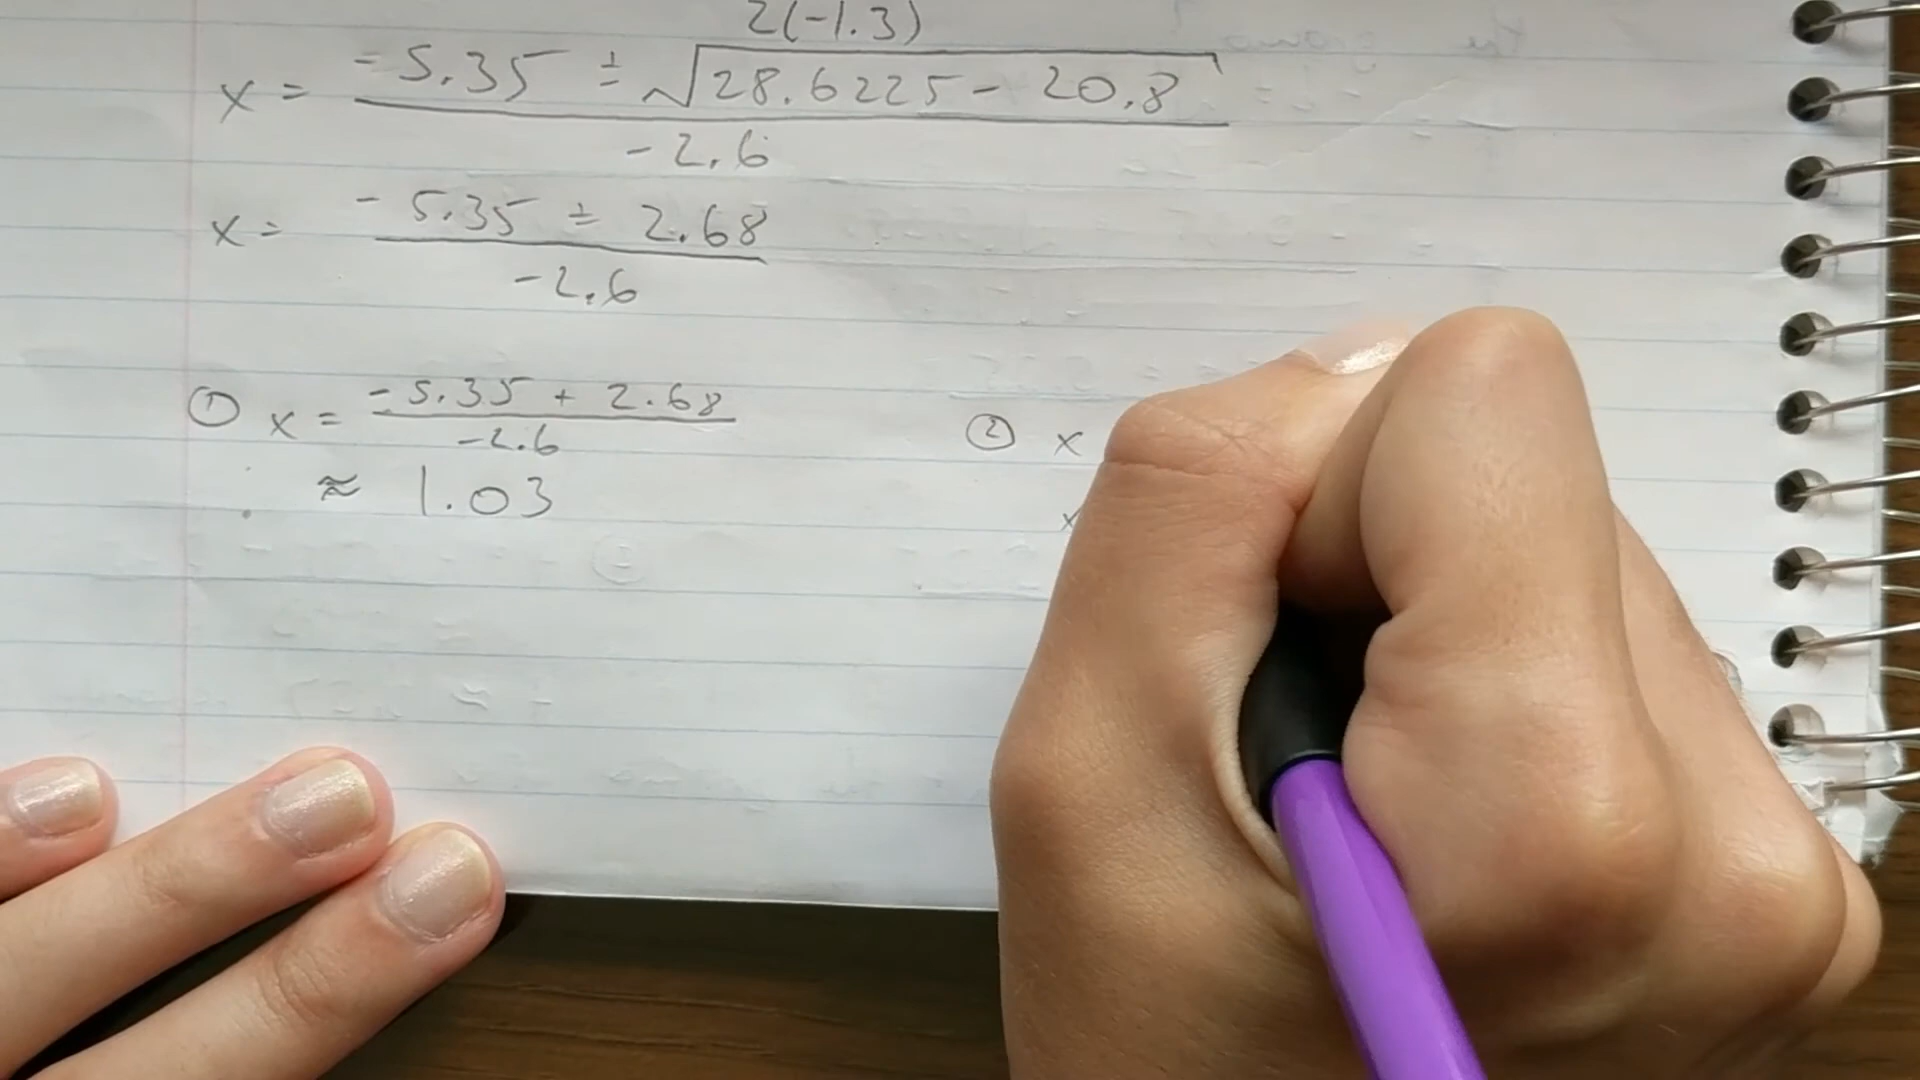 2(-1.3)
x = -5.35 ± √28.6225 - 20.8
-2.6
x = -5.35 ± 2.68
-2.6
① x = -5.35 + 2.68
-2.6
≈ 1.03
② x
x